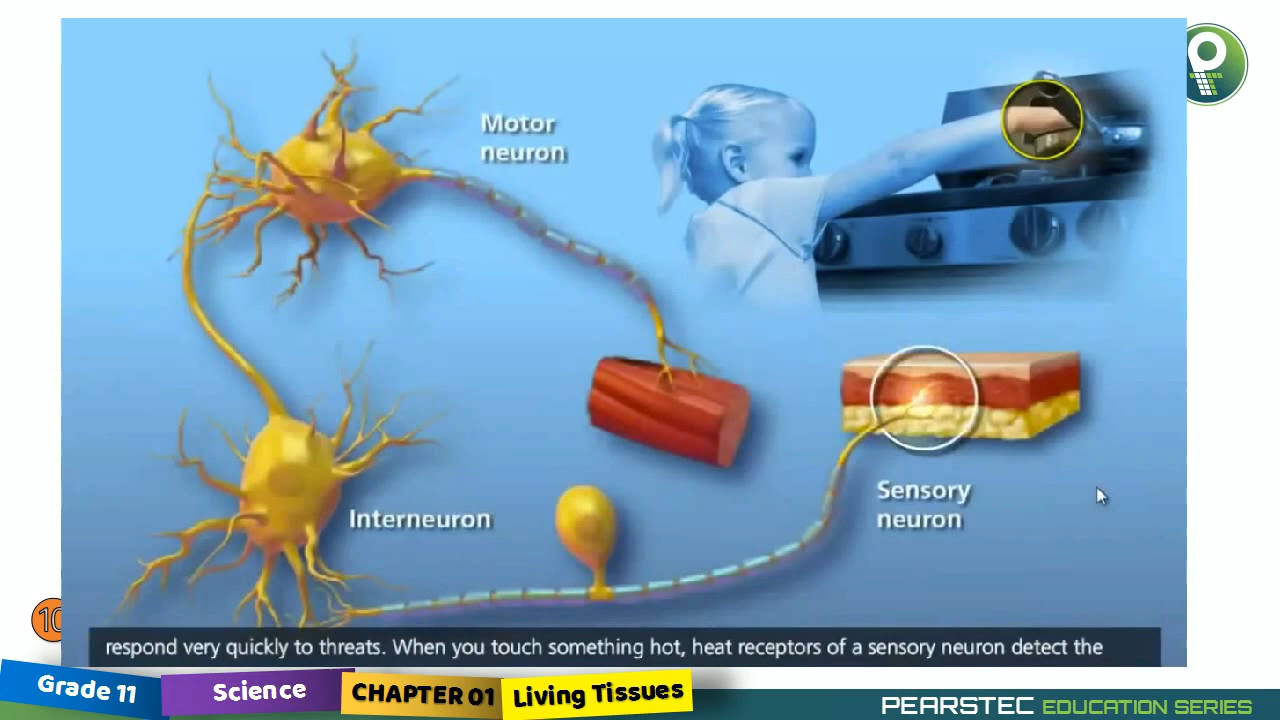 Motor
neuron
Sensory
neuron
Interneuron
10
respond very quickly to threats. When you touch something hot, heat receptors of a sensory neuron detect the
Grade 11
Science
CHAPTER 01
Living Tissues
PEARSTEC EDUCATION SERIES